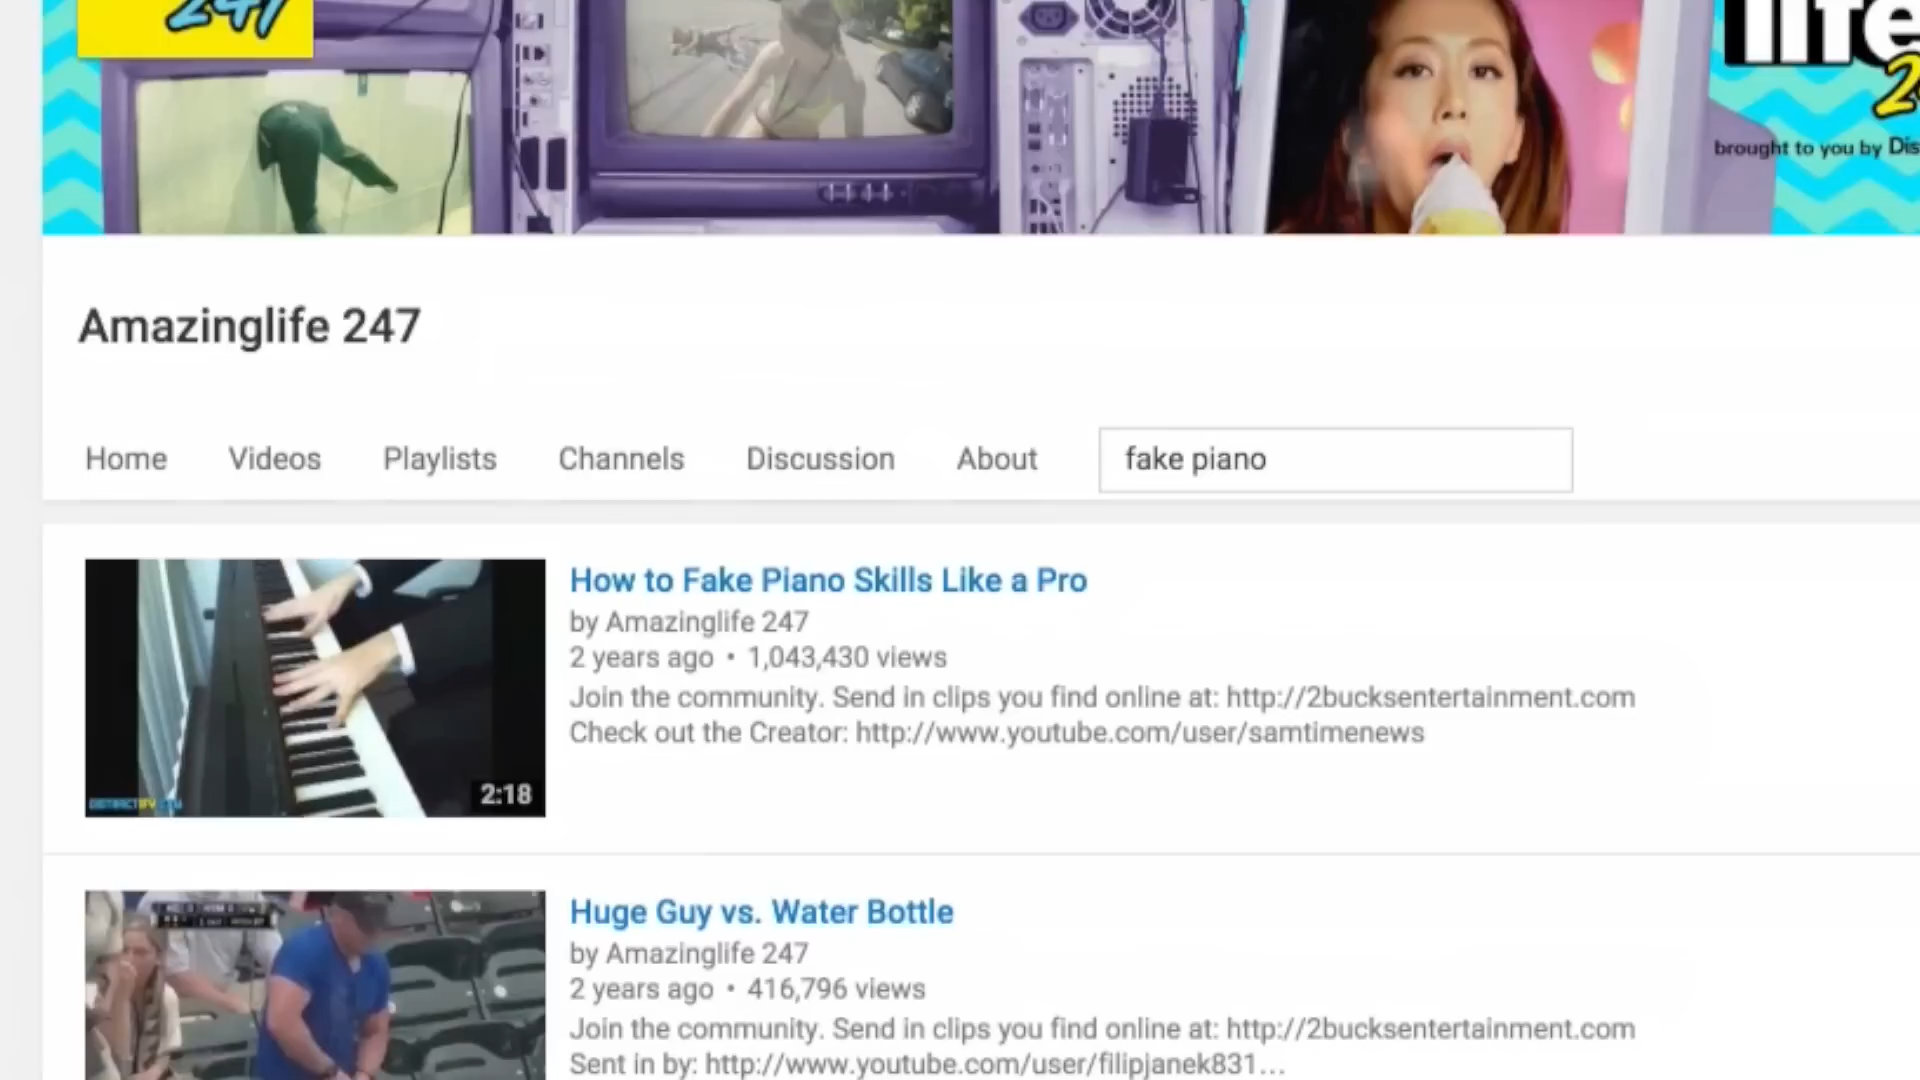 247
life
2
brought to you by Dis
Amazinglife 247
Home Videos Playlists Channels Discussion About fake piano
How to Fake Piano Skills Like a Pro
by Amazinglife 247
2 years ago • 1,043,430 views
Join the community. Send in clips you find online at: http://2bucksentertainment.com
Check out the Creator: http://www.youtube.com/user/samtimenews
2:18
Huge Guy vs. Water Bottle
by Amazinglife 247
2 years ago • 416,796 views
Join the community. Send in clips you find online at: http://2bucksentertainment.com
Sent in by: http://www.youtube.com/user/filipjanek831...